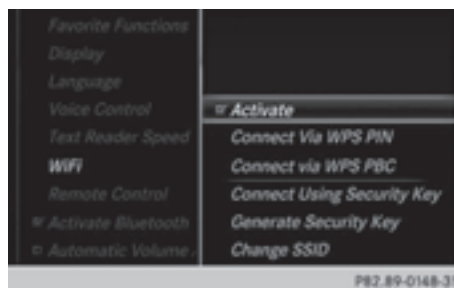 Favorite Functions
Display
Language
Voice Control
Text Reader Speed
WiFi
Remote Control
Activate Bluetooth
Automatic Volume
Activate
Connect Via WPS PIN
Connect via WPS PBC
Connect Using Security Key
Generate Security Key
Change SSID
P82.89-0148-31